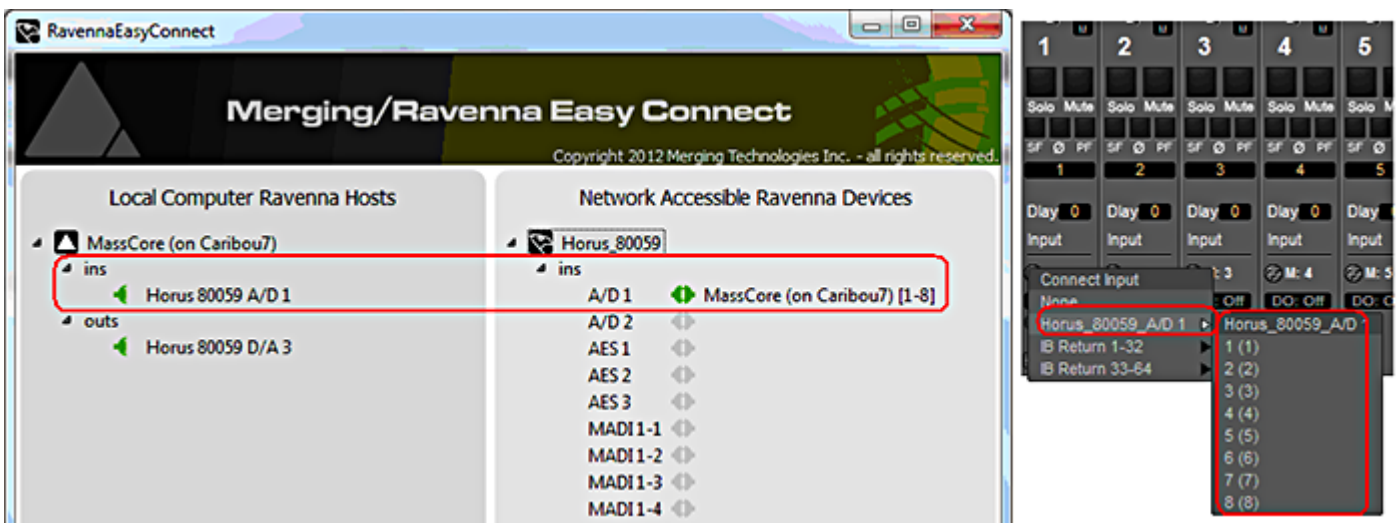 RavennaEasyConnect
Merging/Ravenna Easy Connect
Copyright 2012 Merging Technologies Inc. - all rights reserved.
Local Computer Ravenna Hosts
MassCore (on Caribou7)
ins
Horus 80059 A/D 1
outs
Horus 80059 D/A 3
Network Accessible Ravenna Devices
Horus_80059
ins
A/D 1 MassCore (on Caribou7) [1-8]
A/D 2
AES 1
AES 2
AES 3
MADI 1-1
MADI 1-2
MADI 1-3
MADI 1-4
1 2 3 4 5
Solo Mute Solo Mute Solo Mute Solo Mute Solo
SF Ø PF SF Ø PF SF Ø PF SF Ø PF SF Ø
1 2 3 4 5
Dlay 0 Dlay 0 Dlay 0 Dlay 0 Dlay
Input Input Input Input Input
M: 4
DO: Off DO:
Connect Input
None
Horus_80059_A/D 1
IB Return 1-32
IB Return 33-64
Horus_80059_A/D
1 (1)
2 (2)
3 (3)
4 (4)
5 (5)
6 (6)
7 (7)
8 (8)